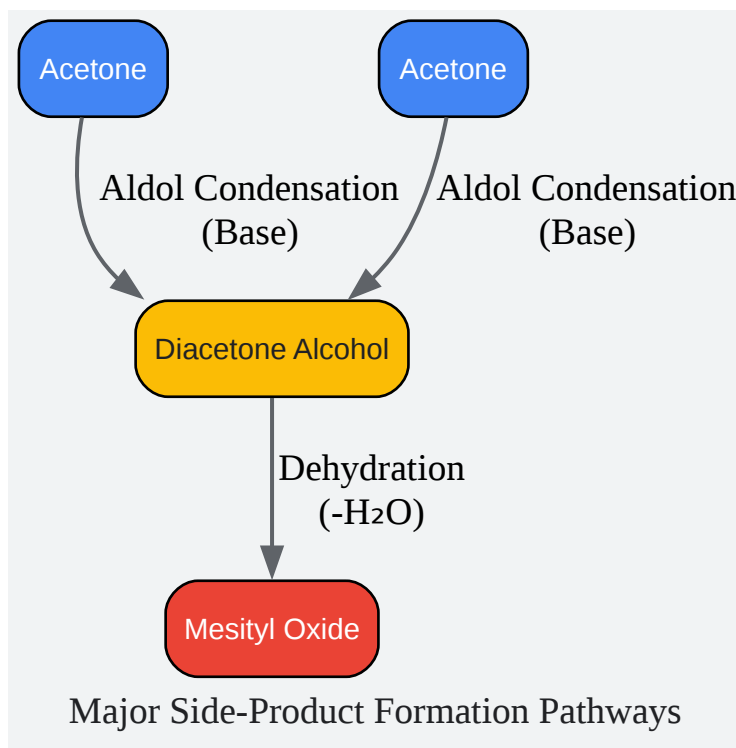 Acetone
Acetone
Aldol Condensation
(Base)
Aldol Condensation
(Base)
Diacetone Alcohol
Dehydration
(-H₂O)
Mesityl Oxide
Major Side-Product Formation Pathways